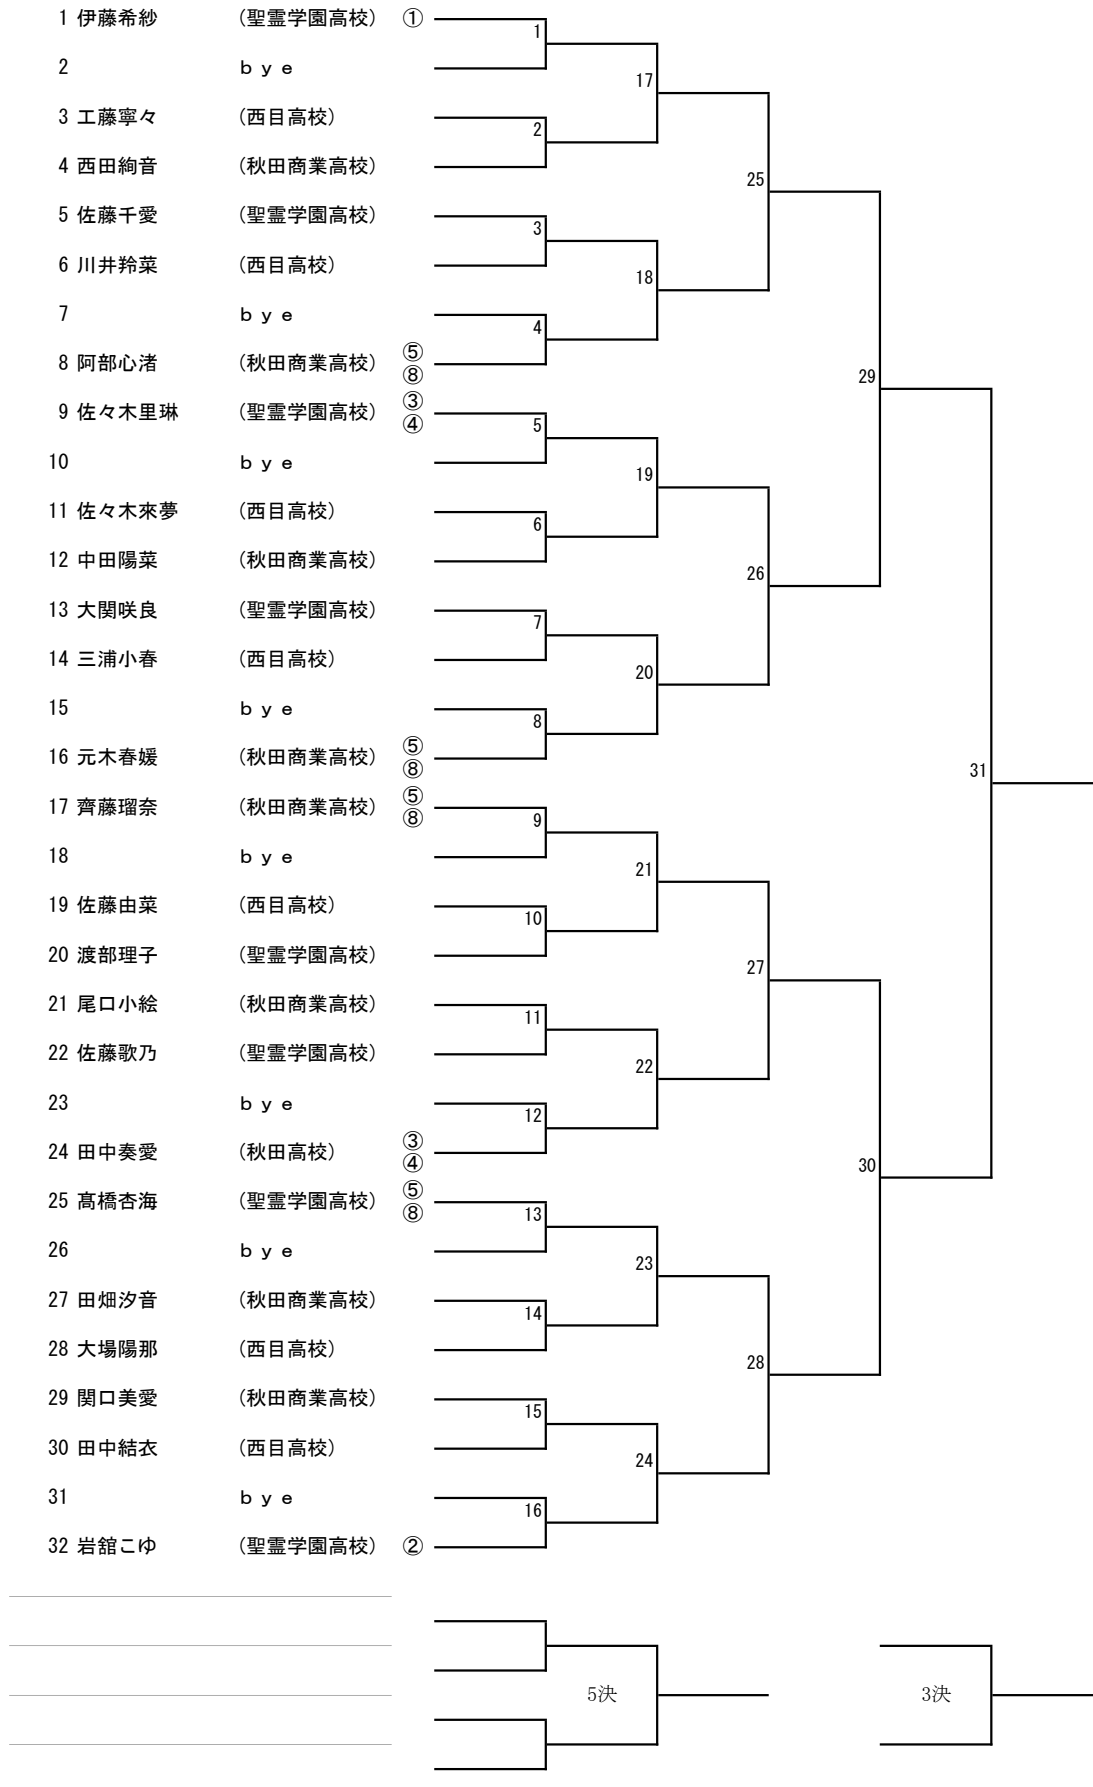 1 伊藤希紗 (聖霊学園高校) ①
1
2 ｂｙｅ
17
3 工藤寧々 (西目高校)
2
4 西田絢音 (秋田商業高校)
25
5 佐藤千愛 (聖霊学園高校)
3
6 川井羚菜 (西目高校)
18
7 ｂｙｅ
4
8 阿部心渚 (秋田商業高校) ⑤⑧
29
9 佐々木里琳 (聖霊学園高校) ③④
5
10 ｂｙｅ
19
11 佐々木來夢 (西目高校)
6
12 中田陽菜 (秋田商業高校)
26
13 大関咲良 (聖霊学園高校)
7
14 三浦小春 (西目高校)
20
15 ｂｙｅ
8
16 元木春媛 (秋田商業高校) ⑤⑧
31
17 齊藤瑠奈 (秋田商業高校) ⑤⑧
9
18 ｂｙｅ
21
19 佐藤由菜 (西目高校)
10
20 渡部理子 (聖霊学園高校)
27
21 尾口小絵 (秋田商業高校)
11
22 佐藤歌乃 (聖霊学園高校)
22
23 ｂｙｅ
12
24 田中奏愛 (秋田高校) ③④
30
25 髙橋杏海 (聖霊学園高校) ⑤⑧
13
26 ｂｙｅ
23
27 田畑汐音 (秋田商業高校)
14
28 大場陽那 (西目高校)
28
29 関口美愛 (秋田商業高校)
15
30 田中結衣 (西目高校)
24
31 ｂｙｅ
16
32 岩舘こゆ (聖霊学園高校) ②
5決 3決